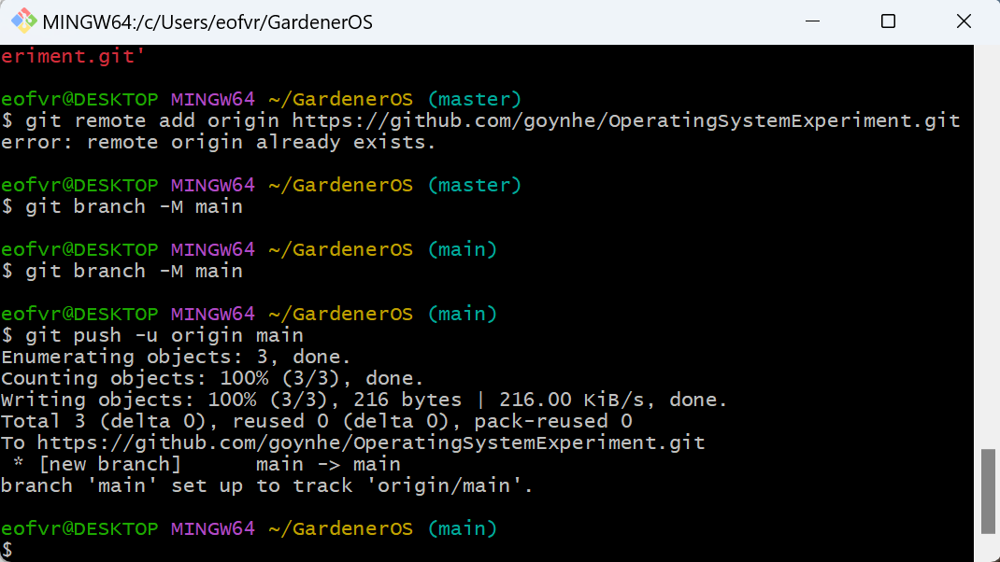 MINGW64:/c/Users/eofvr/GardenerOS
eriment.git'
eofvr@DESKTOP MINGW64 ~/GardenerOS (master)
$ git remote add origin https://github.com/goynhe/OperatingSystemExperiment.git
error: remote origin already exists.
eofvr@DESKTOP MINGW64 ~/GardenerOS (master)
$ git branch -M main
eofvr@DESKTOP MINGW64 ~/GardenerOS (main)
$ git branch -M main
eofvr@DESKTOP MINGW64 ~/GardenerOS (main)
$ git push -u origin main
Enumerating objects: 3, done.
Counting objects: 100% (3/3), done.
Writing objects: 100% (3/3), 216 bytes | 216.00 KiB/s, done.
Total 3 (delta 0), reused 0 (delta 0), pack-reused 0
To https://github.com/goynhe/OperatingSystemExperiment.git
 * [new branch]      main -> main
branch 'main' set up to track 'origin/main'.
eofvr@DESKTOP MINGW64 ~/GardenerOS (main)
$